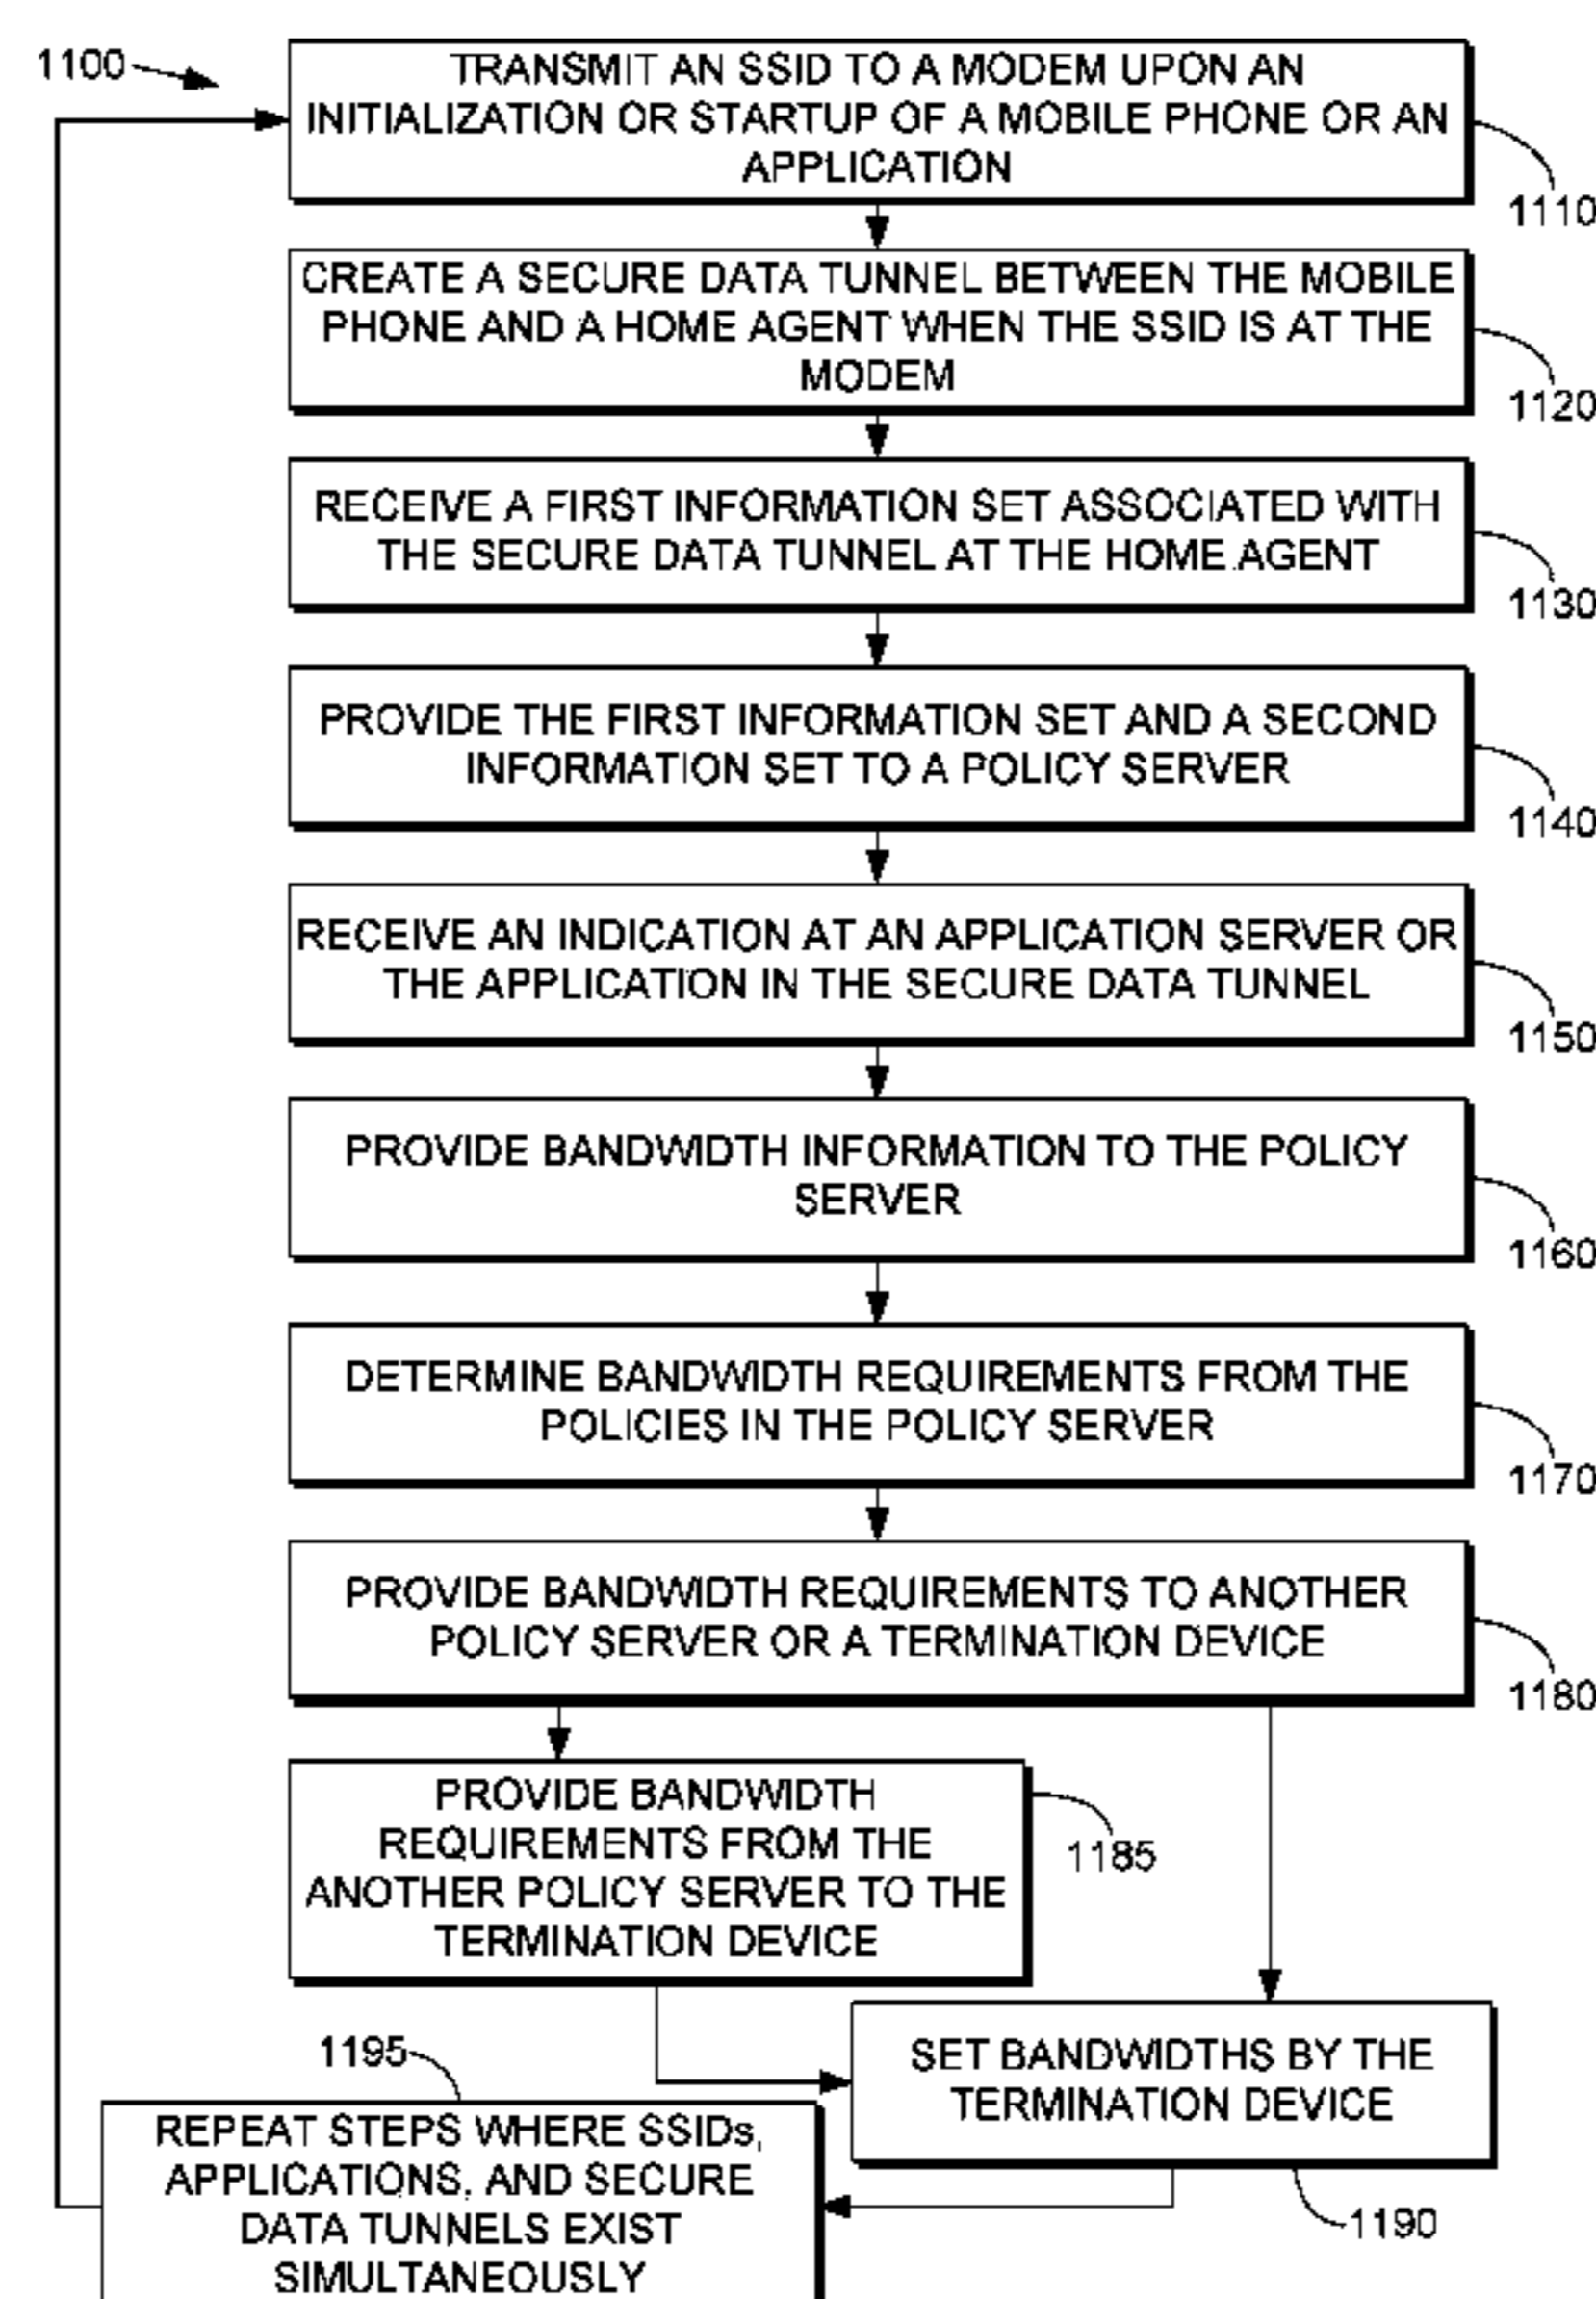 1100
TRANSMIT AN SSID TO A MODEM UPON AN
INITIALIZATION OR STARTUP OF A MOBILE PHONE OR AN
APPLICATION
1110
CREATE A SECURE DATA TUNNEL BETWEEN THE MOBILE
PHONE AND A HOME AGENT WHEN THE SSID IS AT THE
MODEM
1120
RECEIVE A FIRST INFORMATION SET ASSOCIATED WITH
THE SECURE DATA TUNNEL AT THE HOME AGENT
1130
PROVIDE THE FIRST INFORMATION SET AND A SECOND
INFORMATION SET TO A POLICY SERVER
1140
RECEIVE AN INDICATION AT AN APPLICATION SERVER OR
THE APPLICATION IN THE SECURE DATA TUNNEL
1150
PROVIDE BANDWIDTH INFORMATION TO THE POLICY
SERVER
1160
DETERMINE BANDWIDTH REQUIREMENTS FROM THE
POLICIES IN THE POLICY SERVER
1170
PROVIDE BANDWIDTH REQUIREMENTS TO ANOTHER
POLICY SERVER OR A TERMINATION DEVICE
1180
PROVIDE BANDWIDTH
REQUIREMENTS FROM THE
ANOTHER POLICY SERVER TO THE
TERMINATION DEVICE
1185
SET BANDWIDTHS BY THE
TERMINATION DEVICE
1190
1195
REPEAT STEPS WHERE SSIDs,
APPLICATIONS, AND SECURE
DATA TUNNELS EXIST
SIMULTANEOUSLY